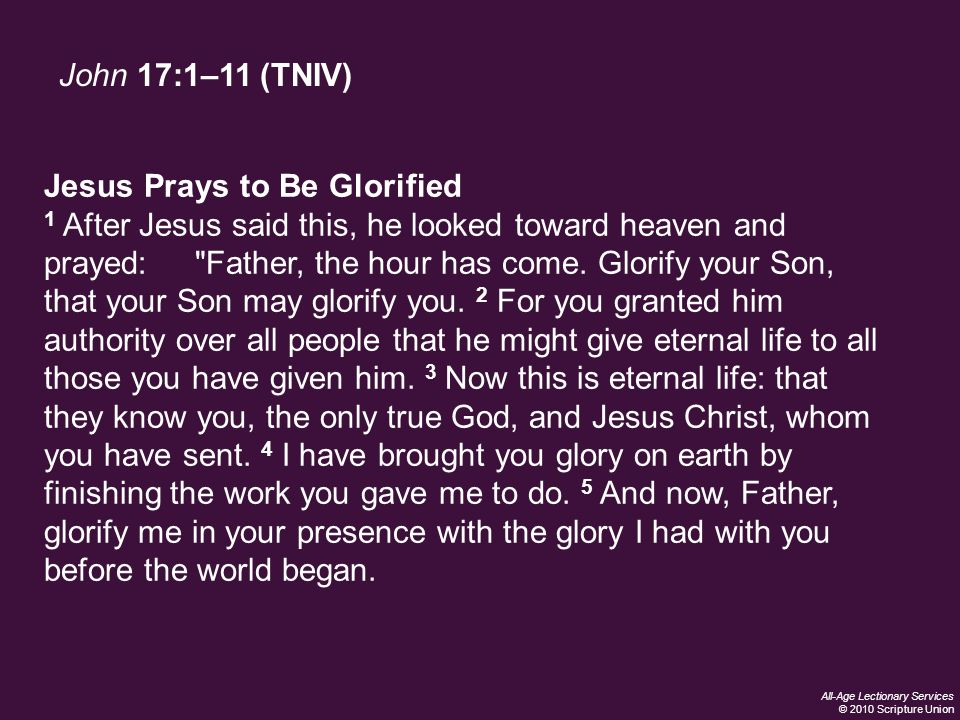 John 17:1–11 (TNIV)
Jesus Prays to Be Glorified
1 After Jesus said this, he looked toward heaven and
prayed: "Father, the hour has come. Glorify your Son,
that your Son may glorify you. 2 For you granted him
authority over all people that he might give eternal life to all
those you have given him. 3 Now this is eternal life: that
they know you, the only true God, and Jesus Christ, whom
you have sent. 4 I have brought you glory on earth by
finishing the work you gave me to do. 5 And now, Father,
glorify me in your presence with the glory I had with you
before the world began.
All-Age Lectionary Services
© 2010 Scripture Union